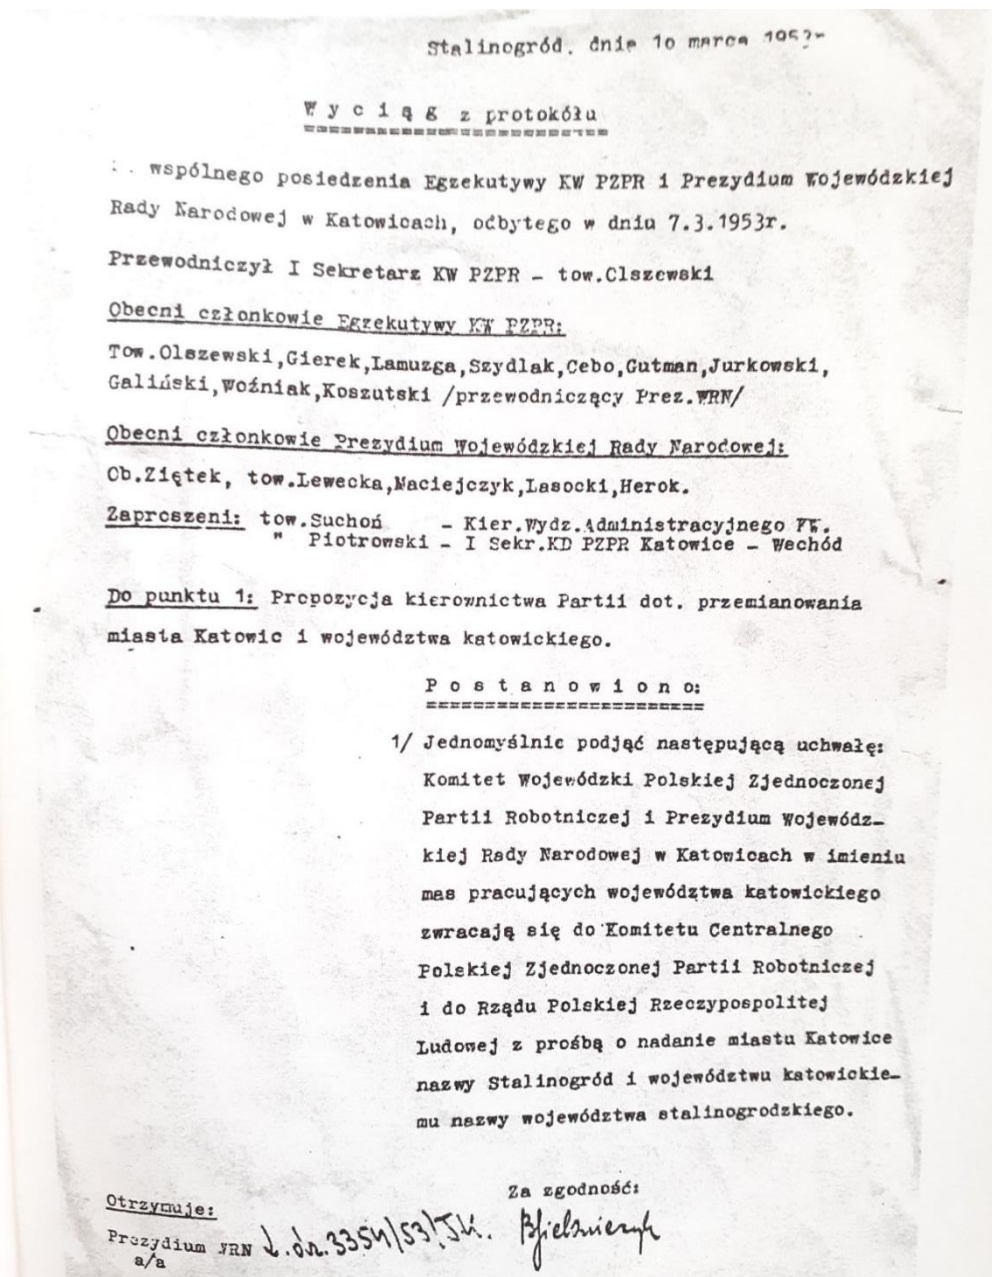 Stalinogród, dnia 10 marca 1953r
Wyciąg z protokółu
wspólnego posiedzenia Egzekutywy KW PZPR i Prezydium Wojewódzkiej
Rady Narodowej w Katowicach, odbytego w dniu 7.3.1953r.
Przewodniczył I Sekretarz KW PZPR – tow.Olszewski
Obecni członkowie Egzekutywy KW PZPR:
Tow.Olszewski,Gierek,Lamuzga,Szydlak,Cebo,Gutman,Jurkowski,
Galiński,Woźniak,Koszutski /przewodniczący Prez.WRN/
Obecni członkowie Prezydium Wojewódzkiej Rady Narodowej:
Ob.Ziętek, tow.Lewecka,Maciejczyk,Lasocki,Herok.
Zaproszeni: tow.Suchoń – Kier.Wydz.Administracyjnego KW.
" Piotrowski – I Sekr.KD PZPR Katowice – Wschód
Do punktu 1: Propozycja kierownictwa Partii dot. przemianowania
miasta Katowic i województwa katowickiego.
Postanowiono:
1/ Jednomyślnie podjąć następującą uchwałę:
Komitet Wojewódzki Polskiej Zjednoczonej
Partii Robotniczej i Prezydium Wojewódz–
kiej Rady Narodowej w Katowicach w imieniu
mas pracujących województwa katowickiego
zwracają się do Komitetu Centralnego
Polskiej Zjednoczonej Partii Robotniczej
i do Rządu Polskiej Rzeczypospolitej
Ludowej z prośbą o nadanie miastu Katowice
nazwy Stalinogród i województwu katowickie–
mu nazwy województwa stalinogrodzkiego.
Za zgodność:
Otrzymuje:
Prezydium WRN
a/a